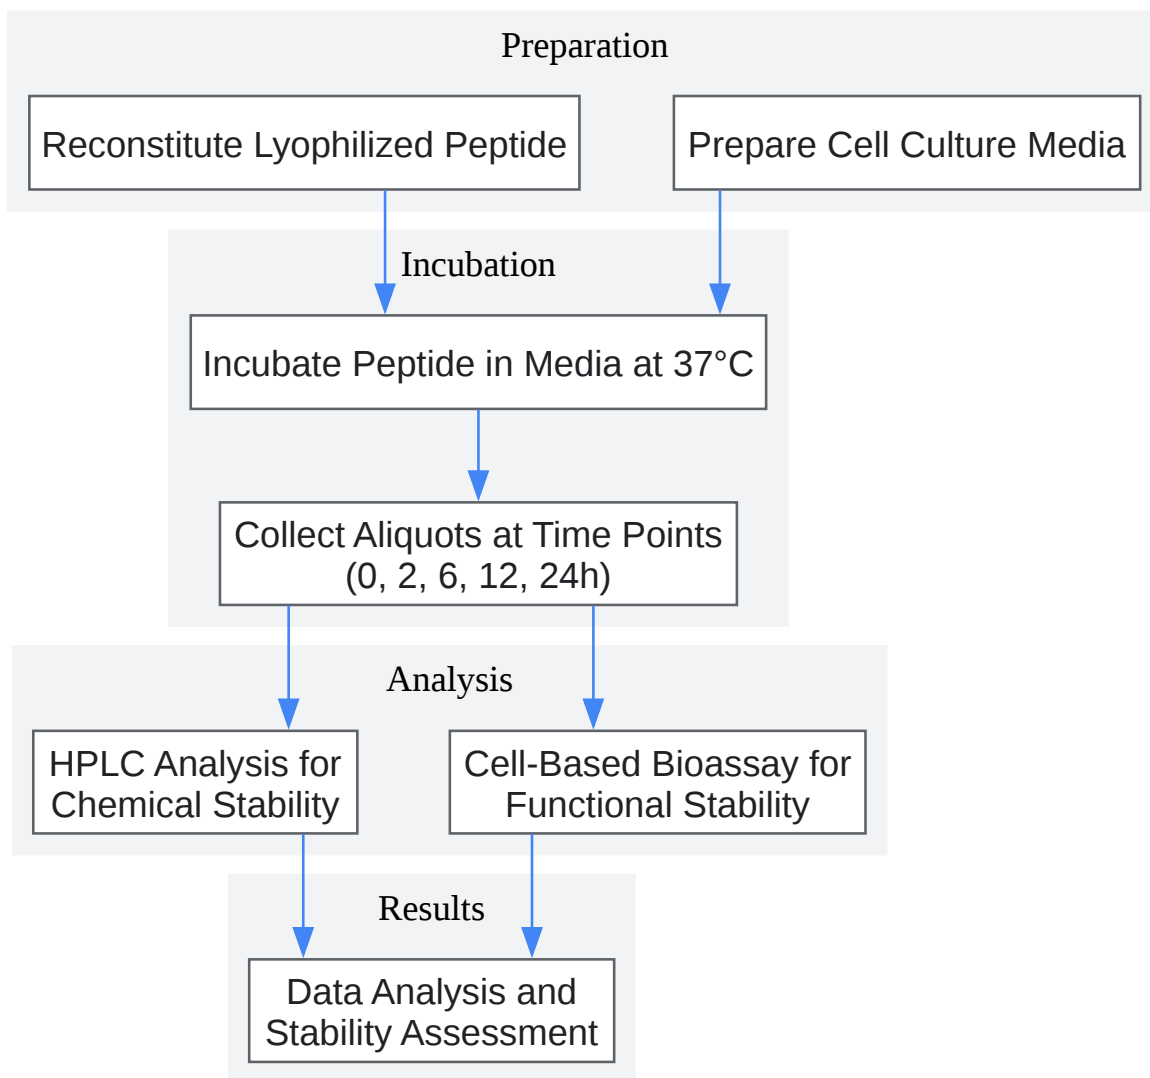 Preparation
Reconstitute Lyophilized Peptide
Prepare Cell Culture Media
Incubation
Incubate Peptide in Media at 37°C
Collect Aliquots at Time Points
(0, 2, 6, 12, 24h)
Analysis
HPLC Analysis for
Chemical Stability
Cell-Based Bioassay for
Functional Stability
Results
Data Analysis and
Stability Assessment